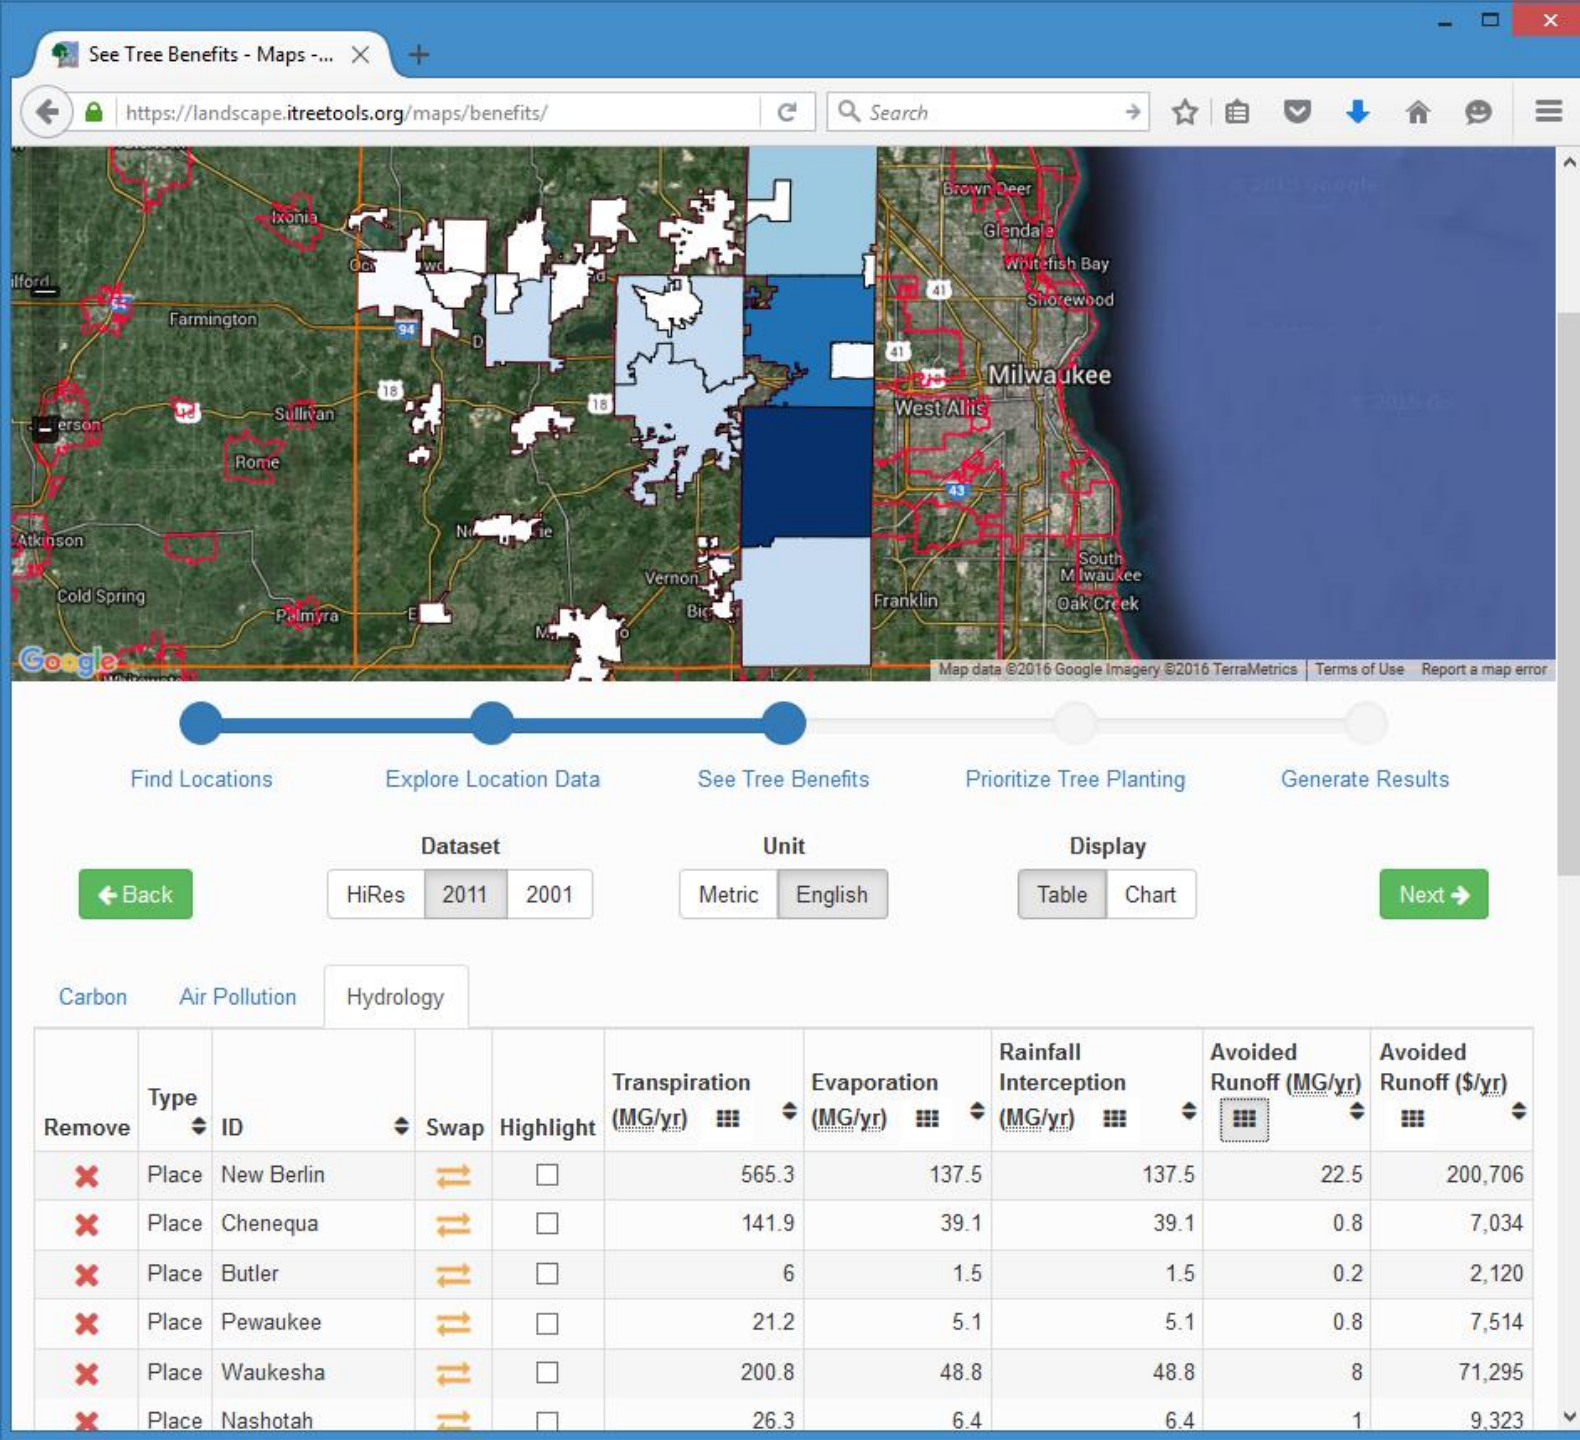 See Tree Benefits - Maps -...
https://landscape.itreetools.org/maps/benefits/
Search
Brown Deer
Ixonia
Glendale
Whitefish Bay
41
Shorewood
Farmington
94
41
Milwaukee
18
18
West Allis
Sullivan
Rome
43
Atkinson
South
Milwaukee
Vernon
Cold Spring
Franklin
Oak Creek
Palmyra
Google
Map data ©2016 Google Imagery ©2016 TerraMetrics Terms of Use Report a map error
Find Locations Explore Location Data See Tree Benefits Prioritize Tree Planting Generate Results
Dataset Unit Display
Back HiRes 2011 2001 Metric English Table Chart Next
Carbon Air Pollution Hydrology
Remove Type ID Swap Highlight Transpiration (MG/yr) Evaporation (MG/yr) Rainfall Interception (MG/yr) Avoided Runoff (MG/yr) Avoided Runoff ($/yr)
Place New Berlin 565.3 137.5 137.5 22.5 200,706
Place Chenequa 141.9 39.1 39.1 0.8 7,034
Place Butler 6 1.5 1.5 0.2 2,120
Place Pewaukee 21.2 5.1 5.1 0.8 7,514
Place Waukesha 200.8 48.8 48.8 8 71,295
Place Nashotah 26.3 6.4 6.4 1 9,323